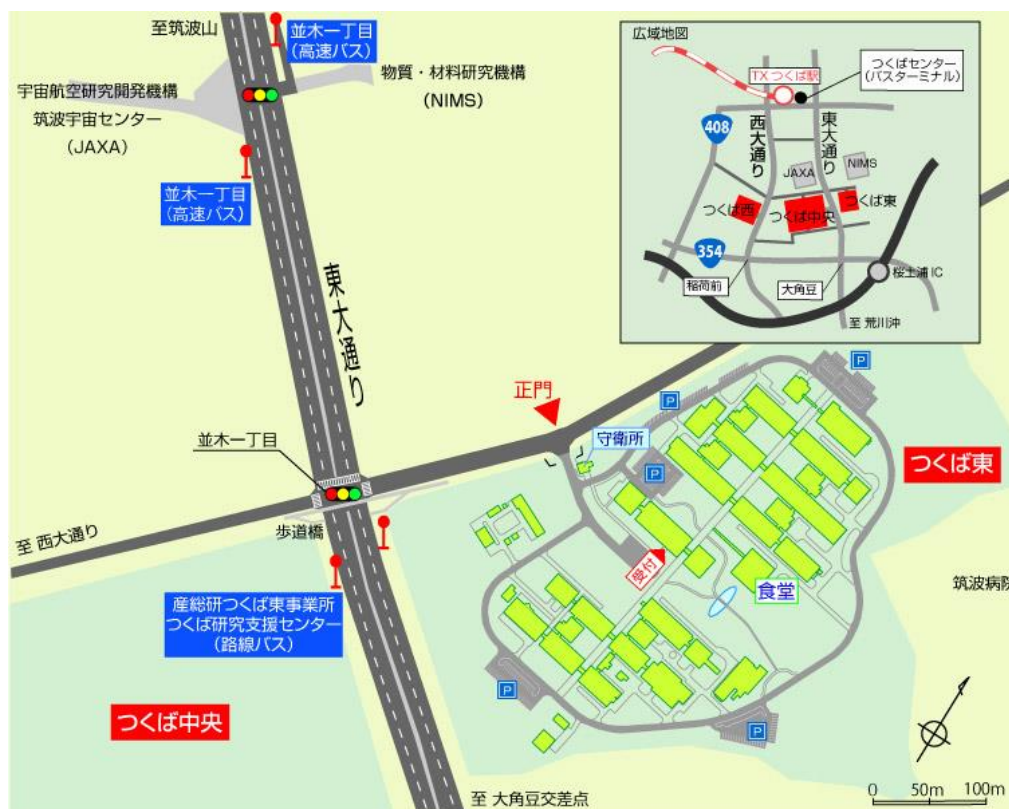 至筑波山
並木一丁目
(高速バス)
物質・材料研究機構
(NIMS)
宇宙航空研究開発機構
筑波宇宙センター
(JAXA)
並木一丁目
(高速バス)
東大通り
広域地図
TXつくば駅
つくばセンター
(バスターミナル)
408
西大通り
東大通り
JAXA
NIMS
つくば西
つくば中央
つくば東
354
稲荷前
大角豆
桜土浦IC
至 荒川沖
正門
守衛所
P
P
P
P
P
つくば東
並木一丁目
歩道橋
至 西大通り
受付
食堂
筑波病院
産総研つくば東事業所
つくば研究支援センター
(路線バス)
つくば中央
至 大角豆交差点
0 50m 100m